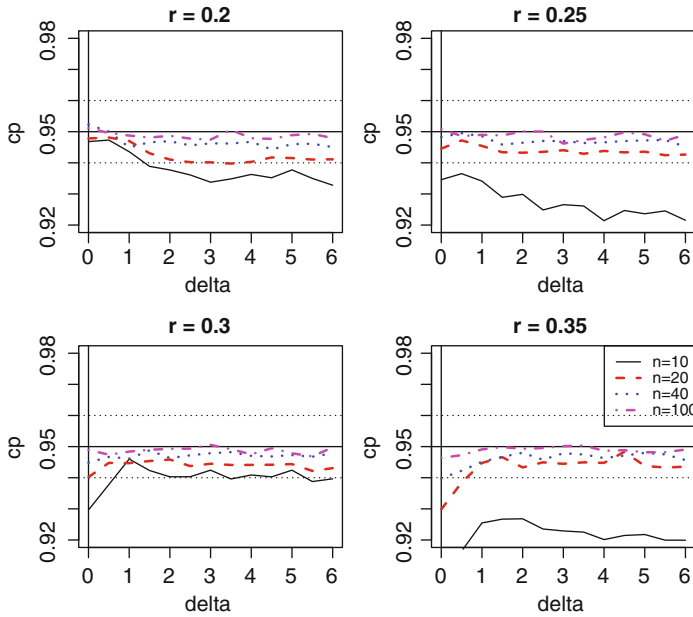 r = 0.2
cp
0.98
0.95
0.92
0 1 2 3 4 5 6
delta
r = 0.25
cp
0.98
0.95
0.92
0 1 2 3 4 5 6
delta
r = 0.3
cp
0.98
0.95
0.92
0 1 2 3 4 5 6
delta
r = 0.35
cp
0.98
0.95
0.92
n=10
n=20
n=40
n=100
0 1 2 3 4 5 6
delta